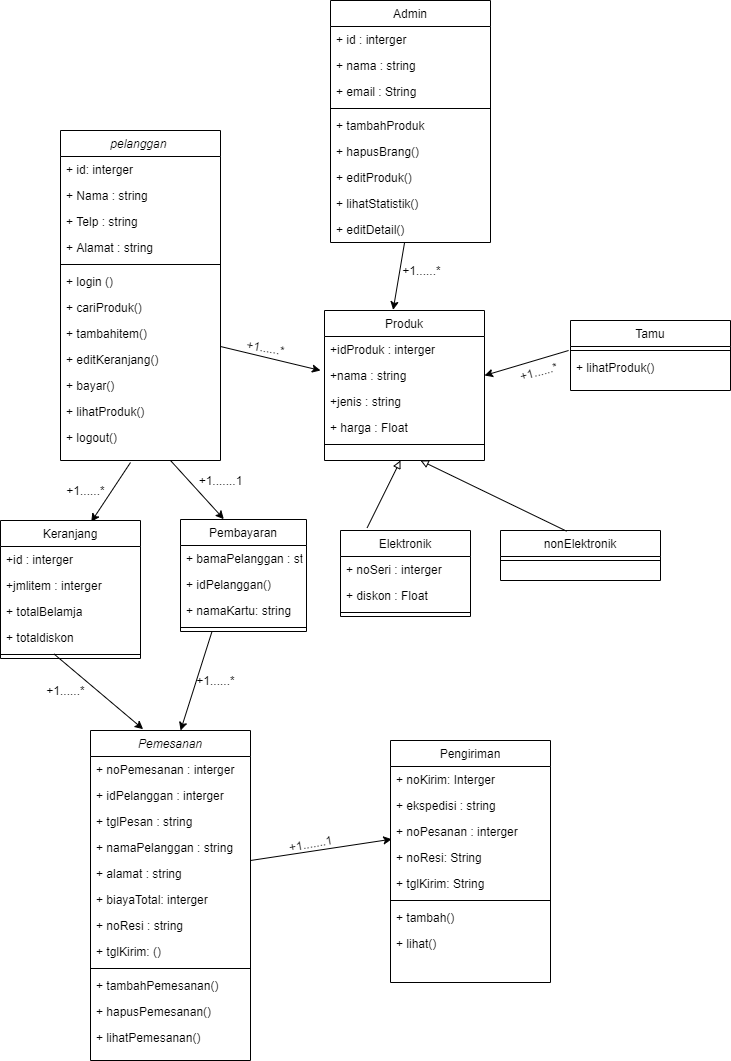 Admin
+ id : interger
+ nama : string
+ email : String
+ tambahProduk
+ hapusBrang()
+ editProduk()
+ lihatStatistik()
+ editDetail()
pelanggan
+ id: interger
+ Nama : string
+ Telp : string
+ Alamat : string
+ login ()
+ cariProduk()
+ tambahitem()
+ editKeranjang()
+ bayar()
+ lihatProduk()
+ logout()
+1......*
+1......*
Produk
+idProduk : interger
+nama : string
+jenis : string
+ harga : Float
+1......*
Tamu
+ lihatProduk()
+1......*
+1.......1
Keranjang
+id : interger
+jmlitem : interger
+ totalBelamja
+ totaldiskon
Pembayaran
+ bamaPelanggan : st
+ idPelanggan()
+ namaKartu: string
Elektronik
+ noSeri : interger
+ diskon : Float
nonElektronik
+1......*
+1......*
Pemesanan
+ noPemesanan : interger
+ idPelanggan : interger
+ tglPesan : string
+ namaPelanggan : string
+ alamat : string
+ biayaTotal: interger
+ noResi : string
+ tglKirim: ()
+ tambahPemesanan()
+ hapusPemesanan()
+ lihatPemesanan()
+1.......1
Pengiriman
+ noKirim: Interger
+ ekspedisi : string
+ noPesanan : interger
+ noResi: String
+ tglKirim: String
+ tambah()
+ lihat()